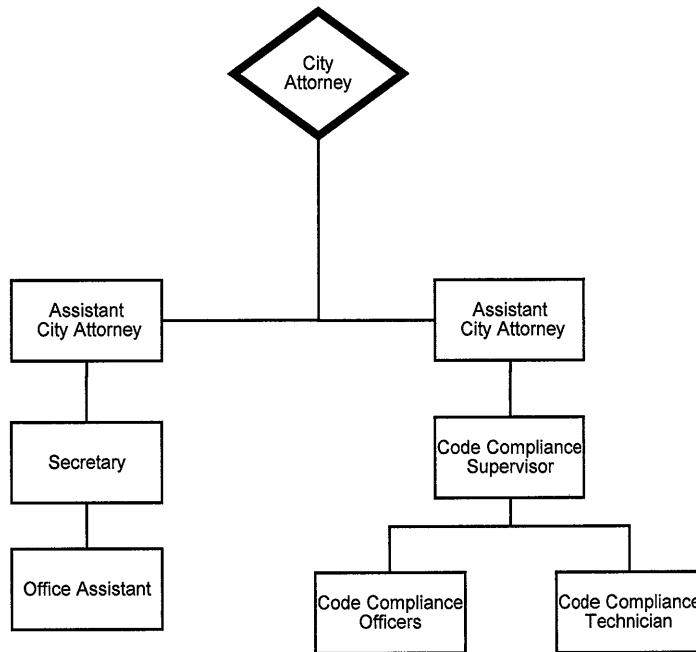 City
Attorney
Assistant
City Attorney
Assistant
City Attorney
Secretary
Code Compliance
Supervisor
Office Assistant
Code Compliance
Officers
Code Compliance
Technician